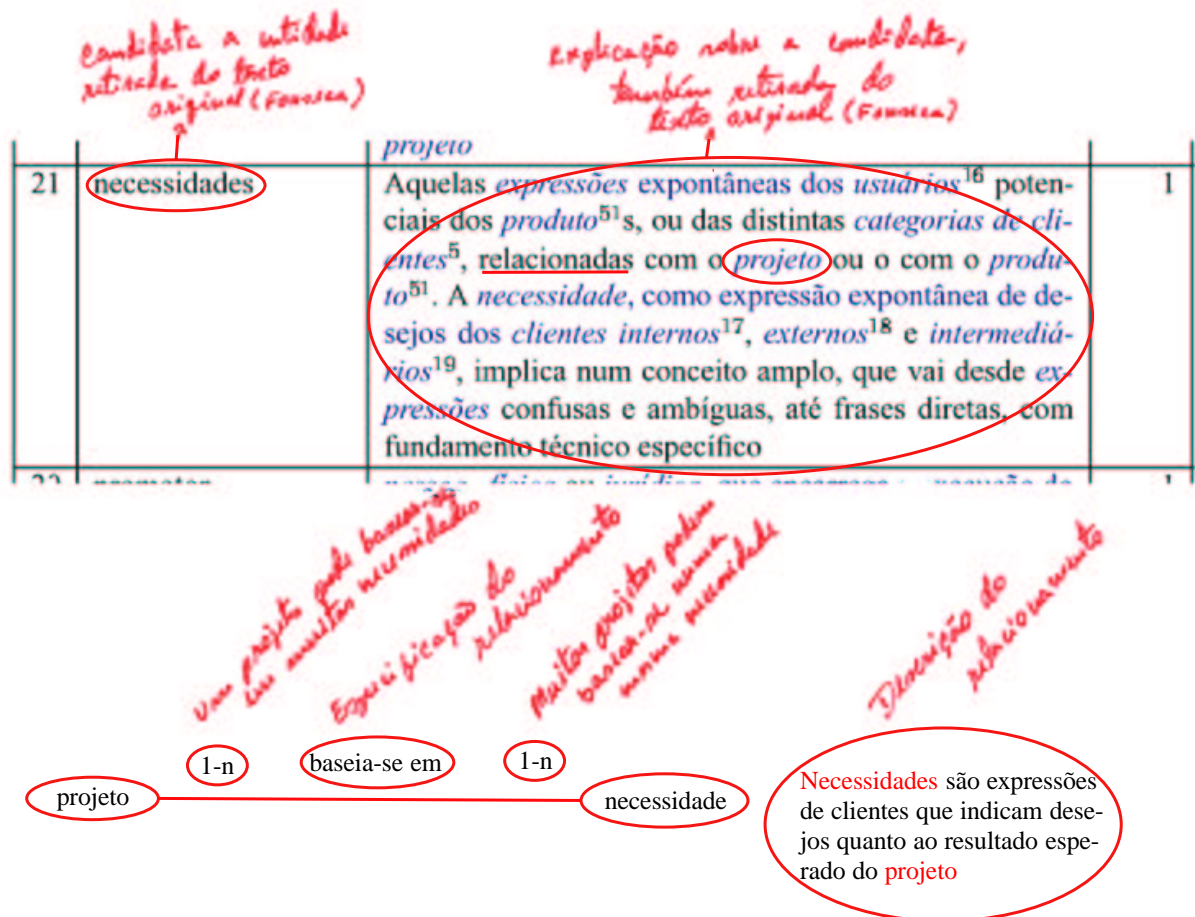 candidata a entidade
retirada do texto
original (Fonseca)
explicação sobre a candidata,
também retirada do
texto original (Fonseca)
projeto
21 necessidades Aquelas expressões expontâneas dos usuários16 poten-
ciais dos produto51s, ou das distintas categorias de cli-
entes5, relacionadas com o projeto ou o com o produ-
to51. A necessidade, como expressão expontânea de de-
sejos dos clientes internos17, externos18 e intermediá-
rios19, implica num conceito amplo, que vai desde ex-
pressões confusas e ambíguas, até frases diretas, com
fundamento técnico específico
1
Um projeto pode basear-se
em muitas necessidades
Especificação do
relacionamento
Muitos projetos podem
basear-se numa
mesma necessidade
Descrição do
relacionamento
1-n
baseia-se em
1-n
projeto
necessidade
Necessidades são expressões
de clientes que indicam dese-
jos quanto ao resultado espe-
rado do projeto